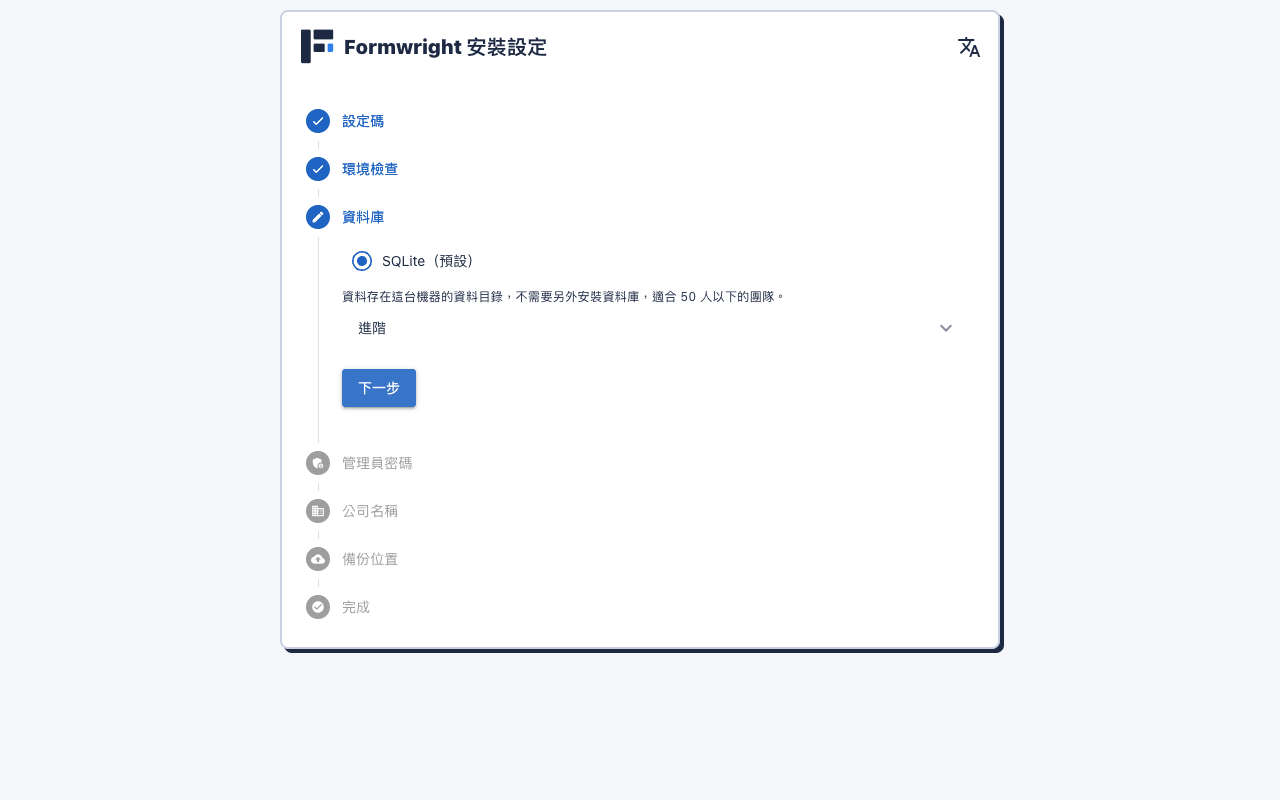 Formwright 安裝設定
設定碼
環境檢查
資料庫
SQLite（預設）
資料存在這台機器的資料目錄，不需要另外安裝資料庫，適合 50 人以下的團隊。
進階
下一步
管理員密碼
公司名稱
備份位置
完成